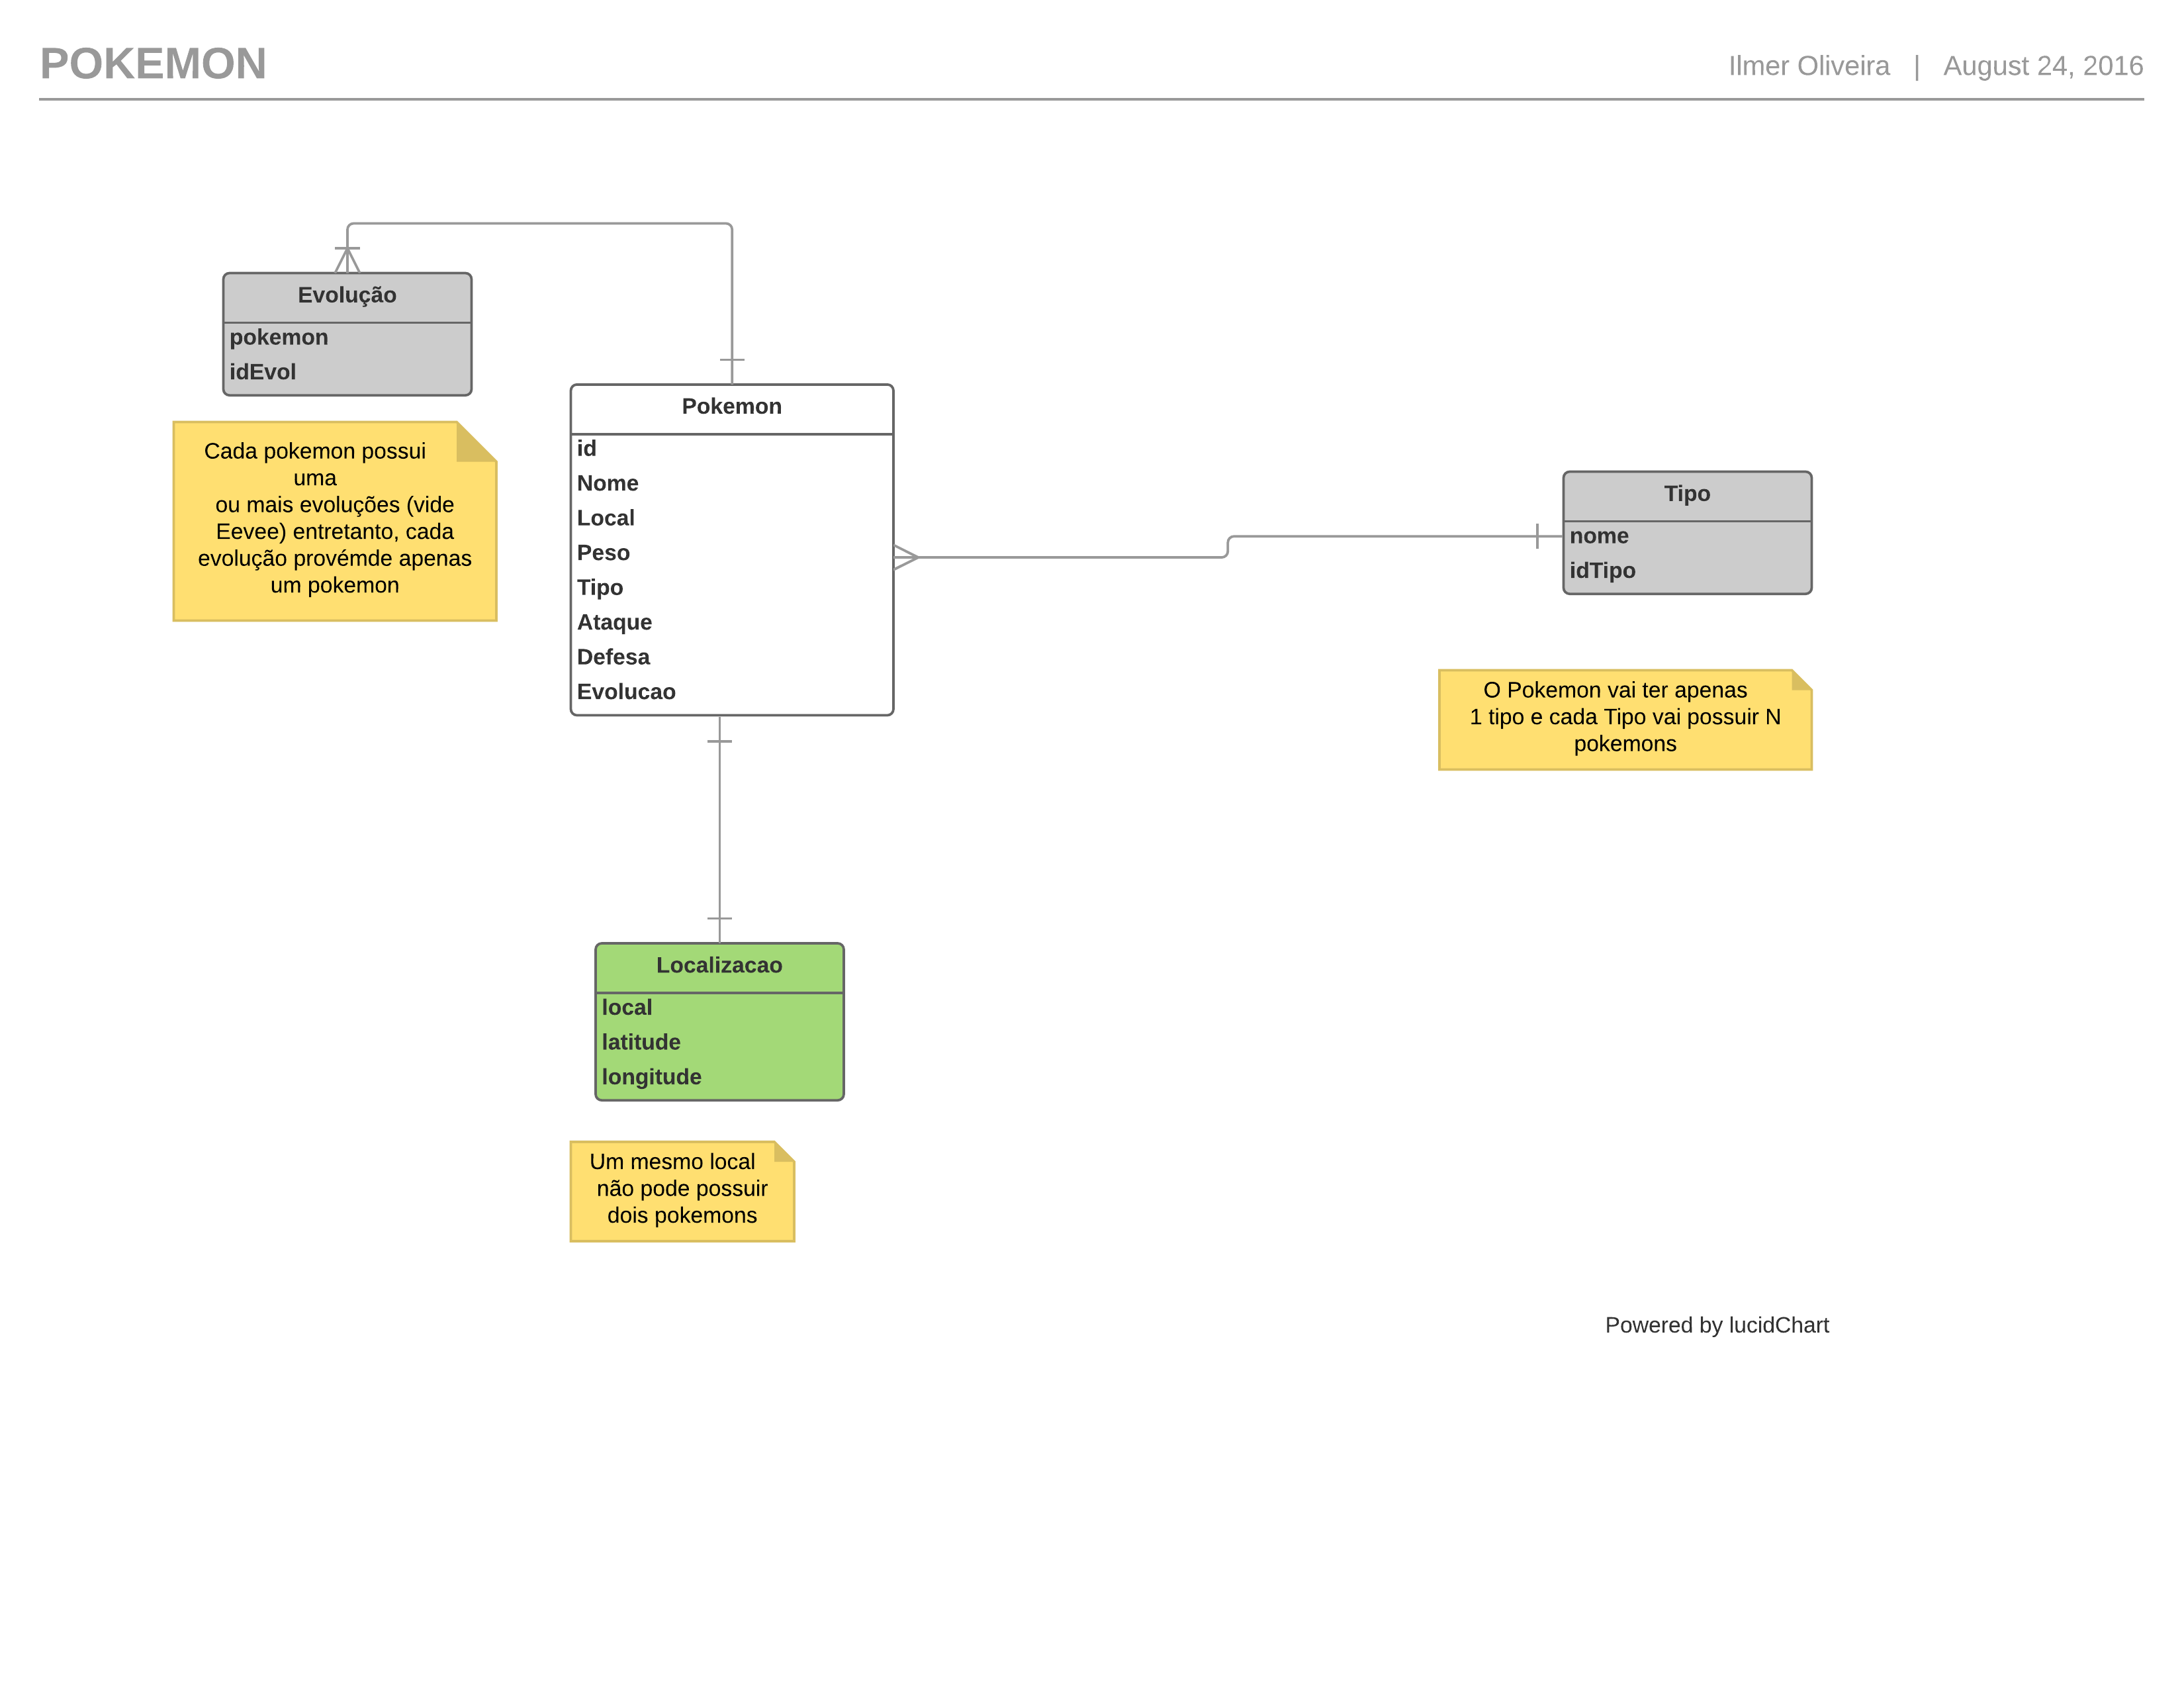 POKEMON
Ilmer Oliveira | August 24, 2016
Evolução
pokemon
idEvol
Cada pokemon possui
uma
ou mais evoluções (vide
Eevee) entretanto, cada
evolução provémde apenas
um pokemon
Pokemon
id
Nome
Local
Peso
Tipo
Ataque
Defesa
Evolucao
Tipo
nome
idTipo
O Pokemon vai ter apenas
1 tipo e cada Tipo vai possuir N
pokemons
Localizacao
local
latitude
longitude
Um mesmo local
não pode possuir
dois pokemons
Powered by lucidChart